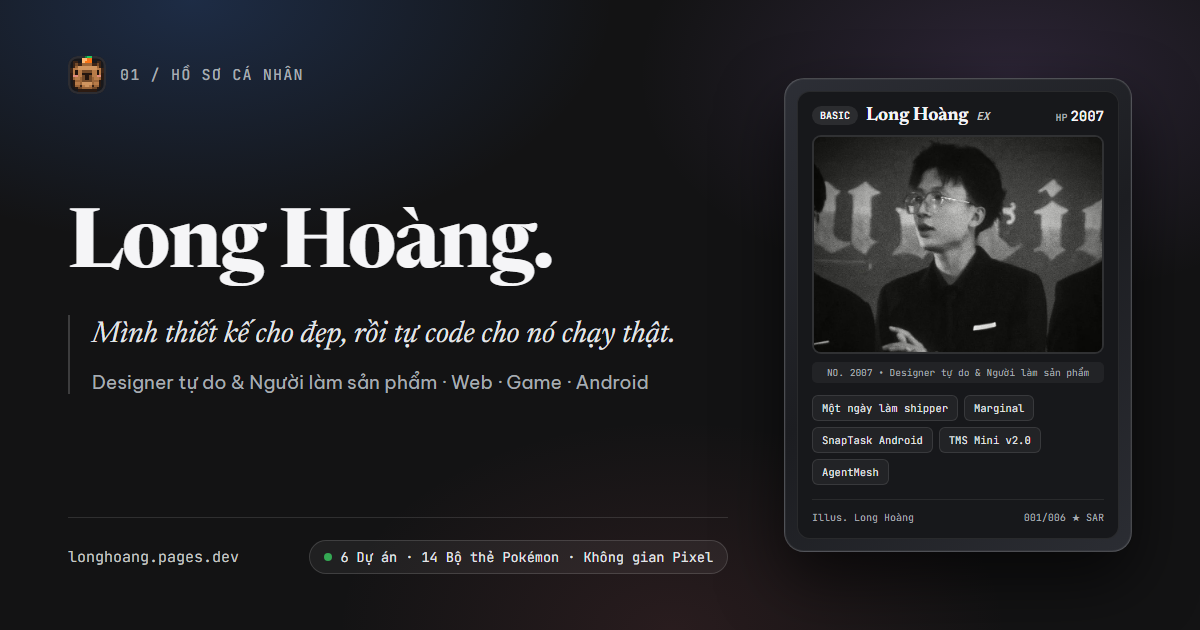 01 / HỒ SƠ CÁ NHÂN
Long Hoàng.
Mình thiết kế cho đẹp, rồi tự code cho nó chạy thật.
Designer tự do & Người làm sản phẩm · Web · Game · Android
longhoang.pages.dev
6 Dự án · 14 Bộ thẻ Pokémon · Không gian Pixel
BASIC Long Hoàng EX HP 2007
NO. 2007 • Designer tự do & Người làm sản phẩm
Một ngày làm shipper Marginal
SnapTask Android TMS Mini v2.0
AgentMesh
Illus. Long Hoàng 001/006 ★ SAR